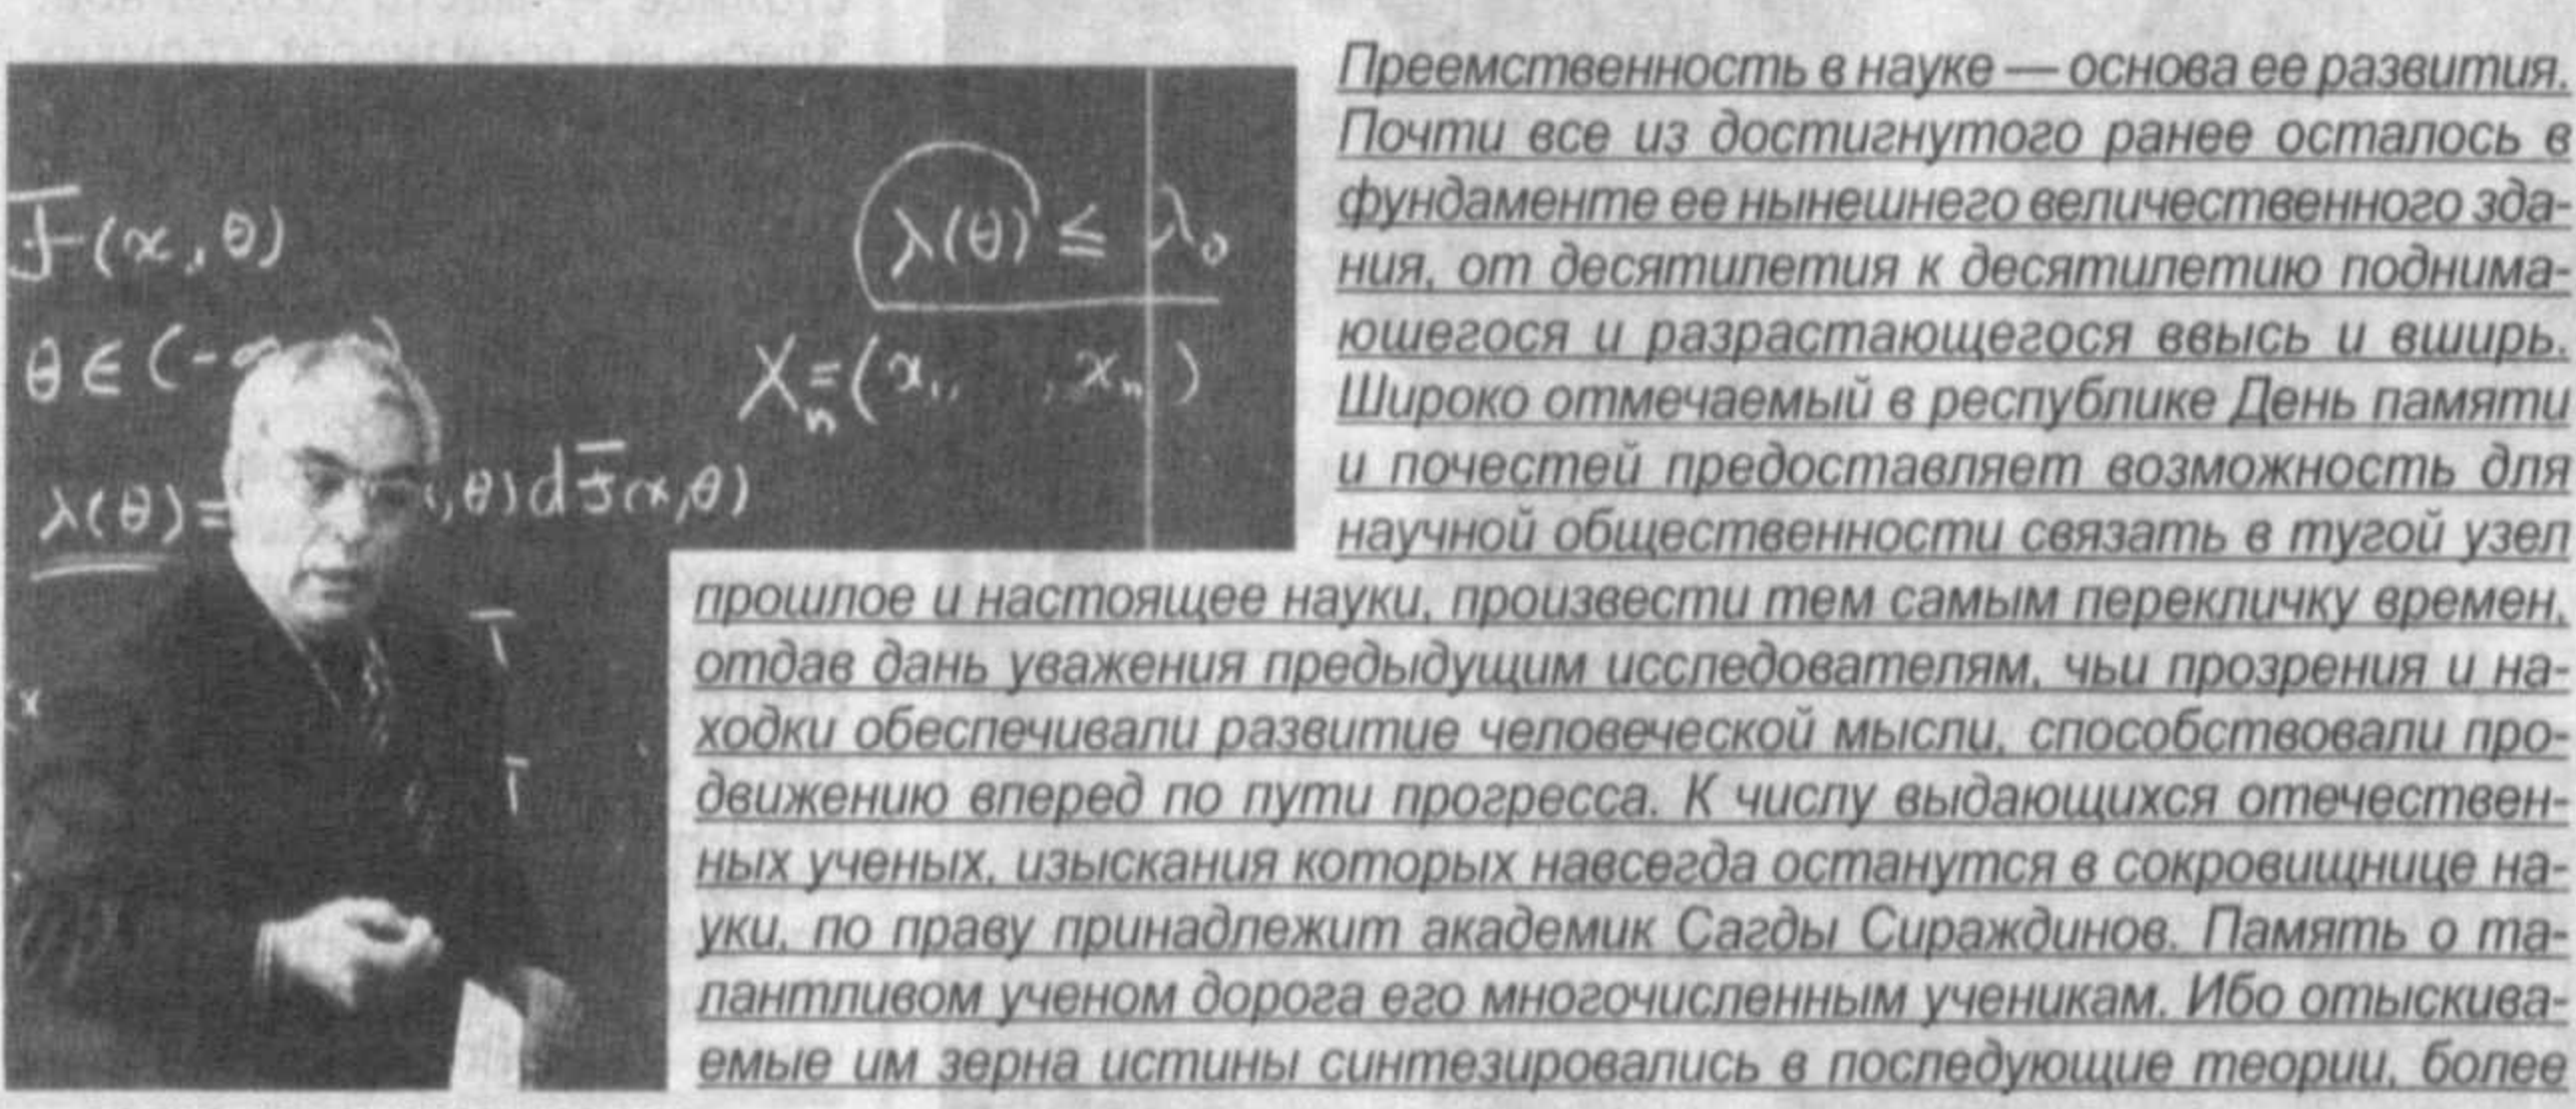 F̅(x, θ)
λ(θ) ≤ λ₀
θ ∈ (-∞ )
Xₙ = (x₁, , xₙ)
λ(θ) = , θ) d F̅(x, θ)
x
Преемственность в науке — основа ее развития.
Почти все из достигнутого ранее осталось в
фундаменте ее нынешнего величественного зда-
ния, от десятилетия к десятилетию поднима-
юшегося и разрастающегося ввысь и вширь.
Широко отмечаемый в республике День памяти
и почестей предоставляет возможность для
научной общественности связать в тугой узел
прошлое и настоящее науки, произвести тем самым перекличку времен,
отдав дань уважения предыдущим исследователям, чьи прозрения и на-
ходки обеспечивали развитие человеческой мысли, способствовали про-
движению вперед по пути прогресса. К числу выдающихся отечествен-
ных ученых, изыскания которых навсегда останутся в сокровищнице на-
уки, по праву принадлежит академик Сагды Сираждинов. Память о та-
лантливом ученом дорога его многочисленным ученикам. Ибо отыскива-
емые им зерна истины синтезировались в последующие теории, более